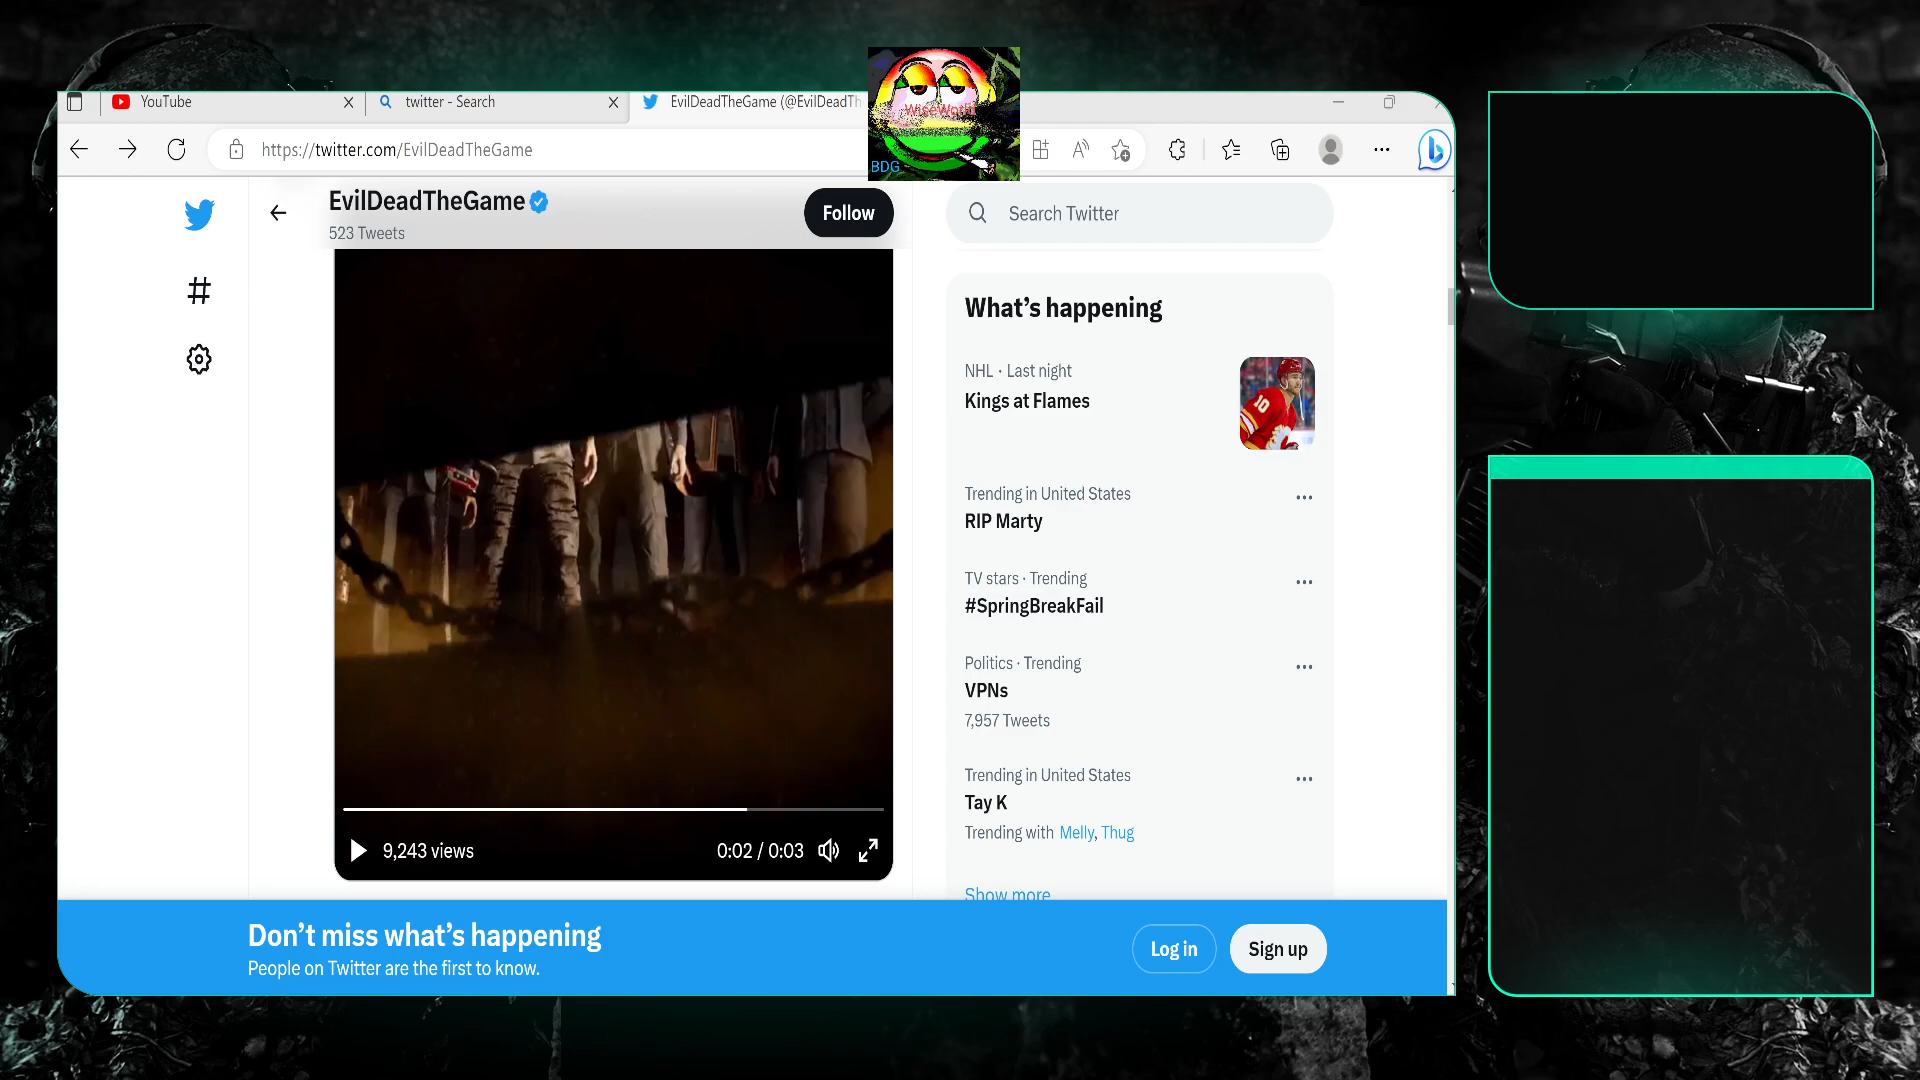 YouTube
twitter - Search
EvilDeadTheGame (@EvilDeadTh
WiseWorld
BDG
https://twitter.com/EvilDeadTheGame
EvilDeadTheGame
523 Tweets
Follow
Search Twitter
What's happening
NHL · Last night
Kings at Flames
10
Trending in United States
RIP Marty
TV stars · Trending
#SpringBreakFail
Politics · Trending
VPNs
7,957 Tweets
Trending in United States
Tay K
Trending with Melly, Thug
Show more
9,243 views
0:02 / 0:03
Don't miss what's happening
People on Twitter are the first to know.
Log in
Sign up